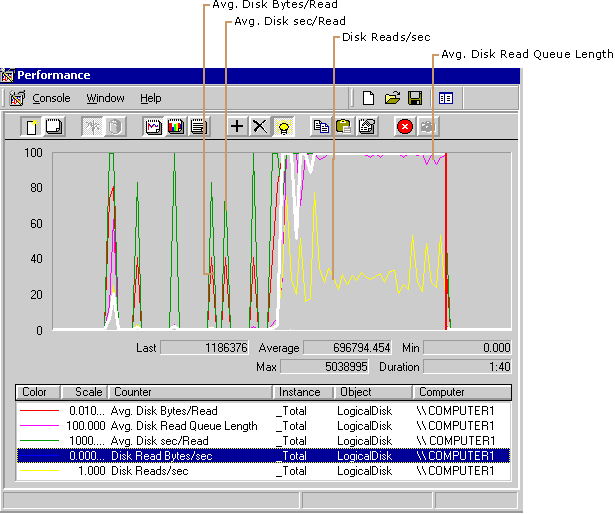 Avg. Disk Bytes/Read
Avg. Disk sec/Read
Disk Reads/sec
Avg. Disk Read Queue Length
Performance
Console Window Help
100
80
60
40
20
0
Last 1186376 Average 696794.454 Min 0.000
Max 5038995 Duration 1:40
Color Scale Counter Instance Object Computer
0.010... Avg. Disk Bytes/Read _Total LogicalDisk \\COMPUTER1
100.000 Avg. Disk Read Queue Length _Total LogicalDisk \\COMPUTER1
1000.... Avg. Disk sec/Read _Total LogicalDisk \\COMPUTER1
0.000... Disk Read Bytes/sec _Total LogicalDisk \\COMPUTER1
1.000 Disk Reads/sec _Total LogicalDisk \\COMPUTER1